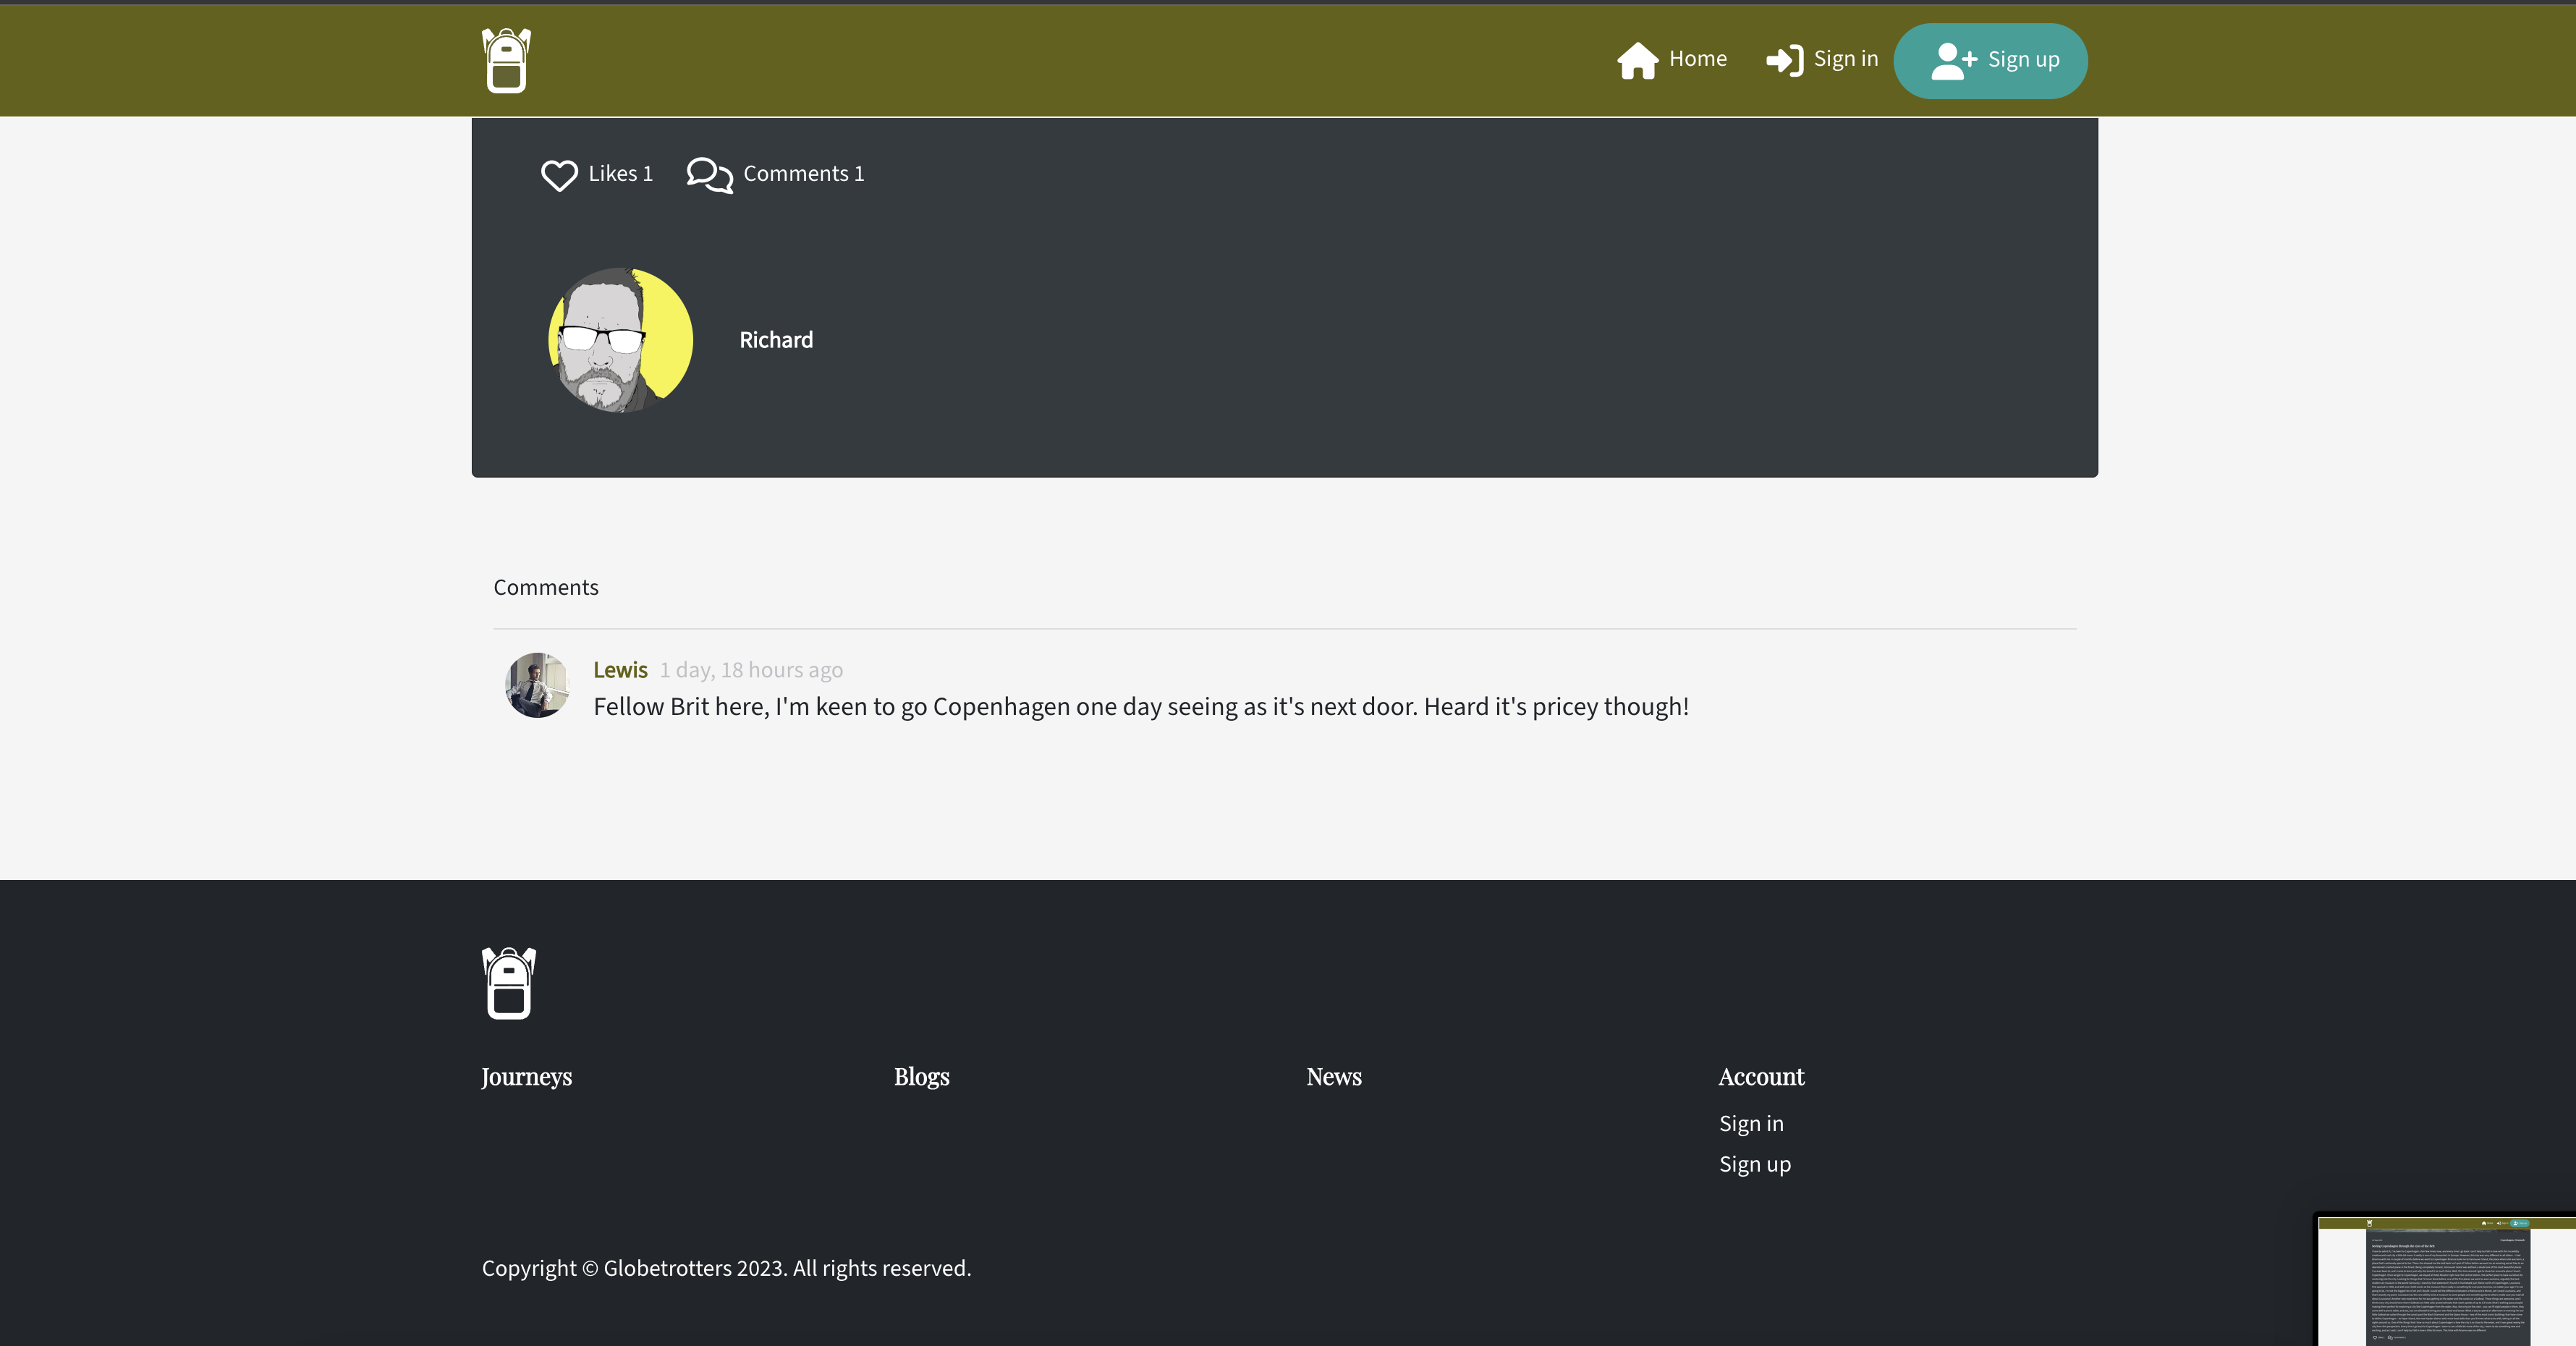 Home Sign in Sign up
Likes 1 Comments 1
Richard
Comments
Lewis 1 day, 18 hours ago
Fellow Brit here, I'm keen to go Copenhagen one day seeing as it's next door. Heard it's pricey though!
Journeys Blogs News Account
Sign in
Sign up
Copyright © Globetrotters 2023. All rights reserved.